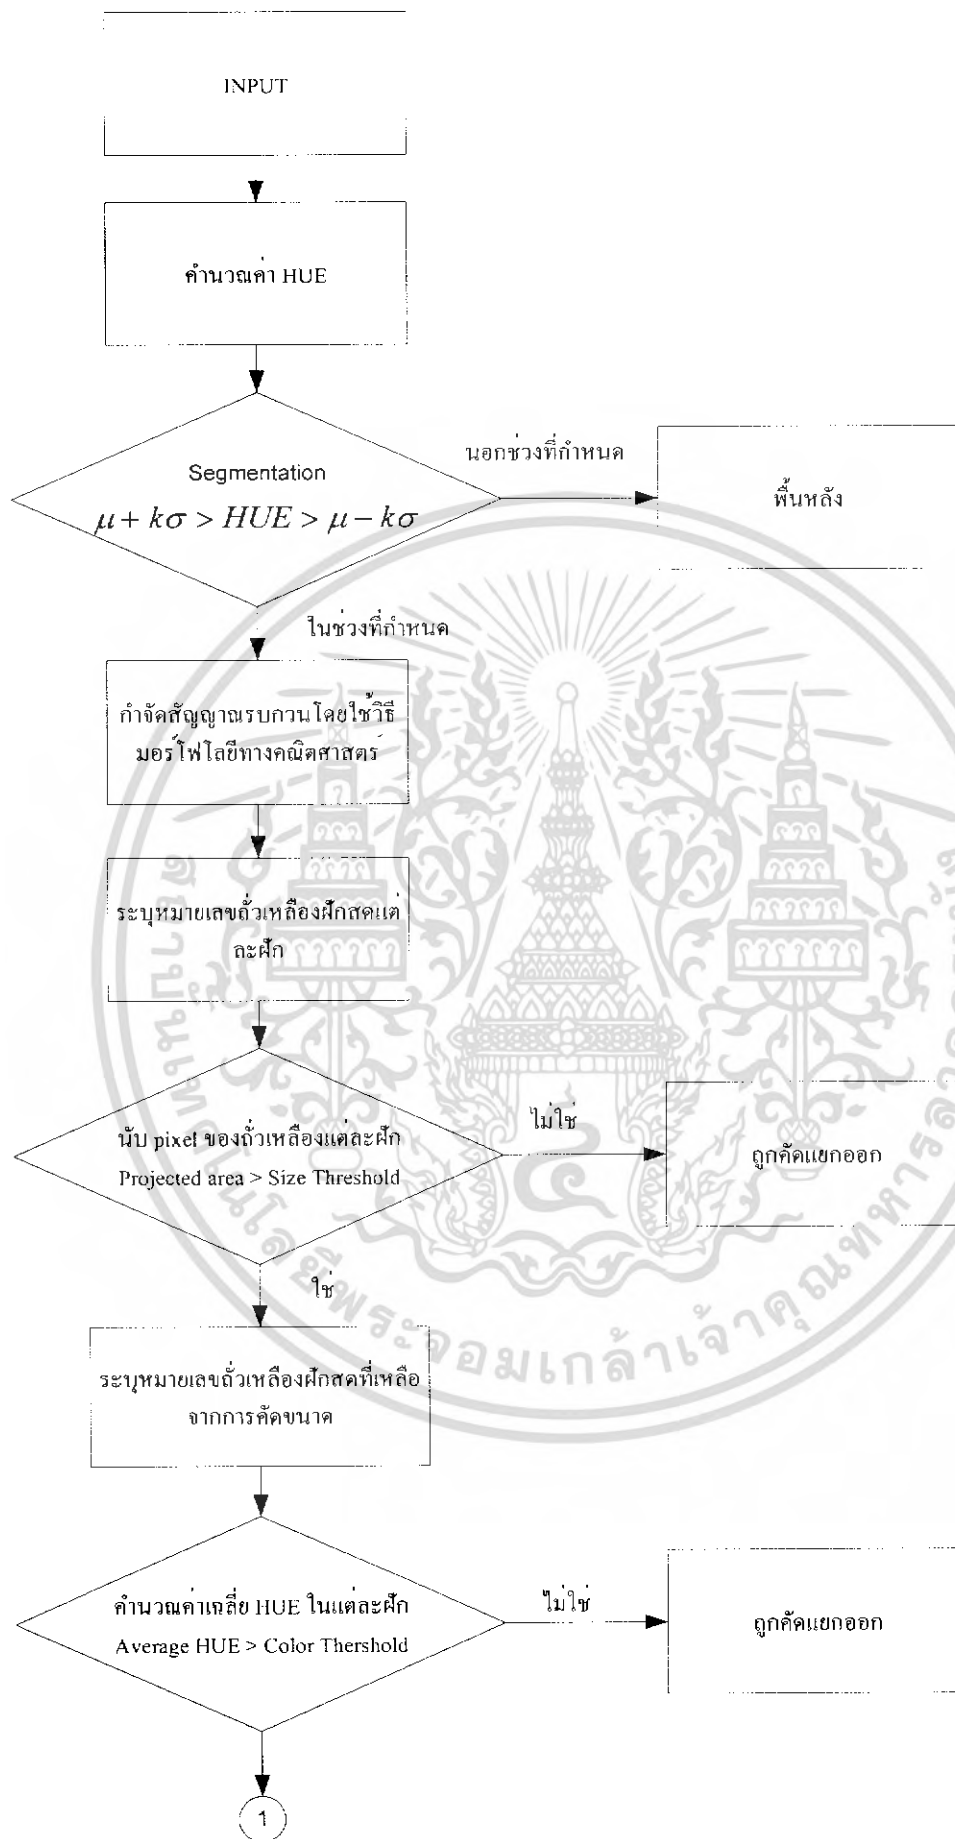 INPUT
คำนวณค่า HUE
Segmentation
μ + kσ > HUE > μ − kσ
นอกช่วงที่กำหนด
พื้นหลัง
ในช่วงที่กำหนด
กำจัดสัญญาณรบกวนโดยใช้วิธี
มอร์โฟโลยีทางคณิตศาสตร์
ระบุหมายเลขถั่วเหลืองฝักสดแต่
ละฝัก
นับ pixel ของถั่วเหลืองแต่ละฝัก
Projected area > Size Threshold
ไม่ใช่
ถูกคัดแยกออก
ใช่
ระบุหมายเลขถั่วเหลืองฝักสดที่เหลือ
จากการคัดขนาด
คำนวณค่าเฉลี่ย HUE ในแต่ละฝัก
Average HUE > Color Thershold
ไม่ใช่
ถูกคัดแยกออก
1